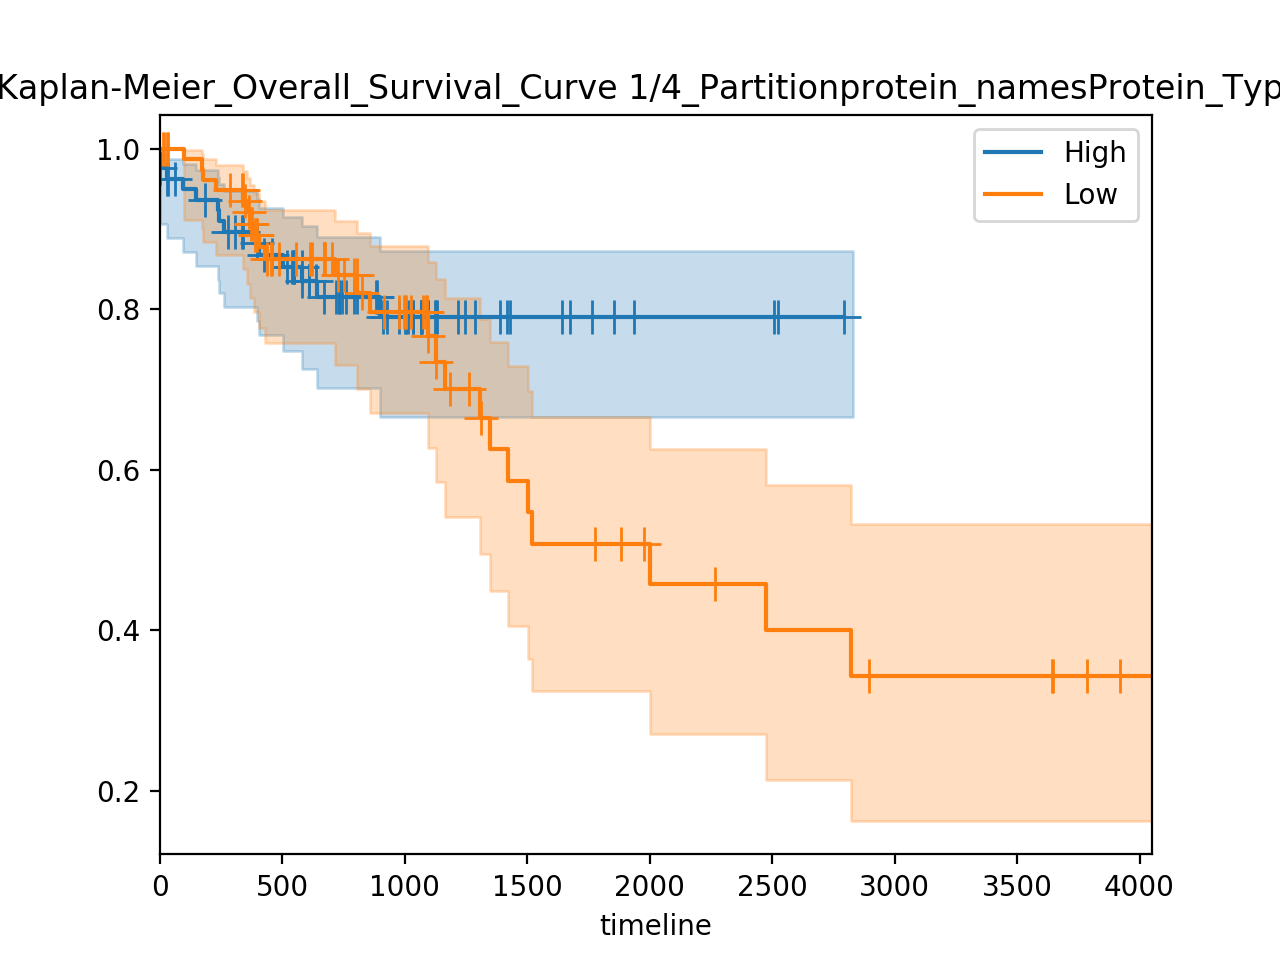 Kaplan-Meier_Overall_Survival_Curve 1/4_Partitionprotein_namesProtein_Typ
High
Low
1.0
0.8
0.6
0.4
0.2
0 500 1000 1500 2000 2500 3000 3500 4000
timeline